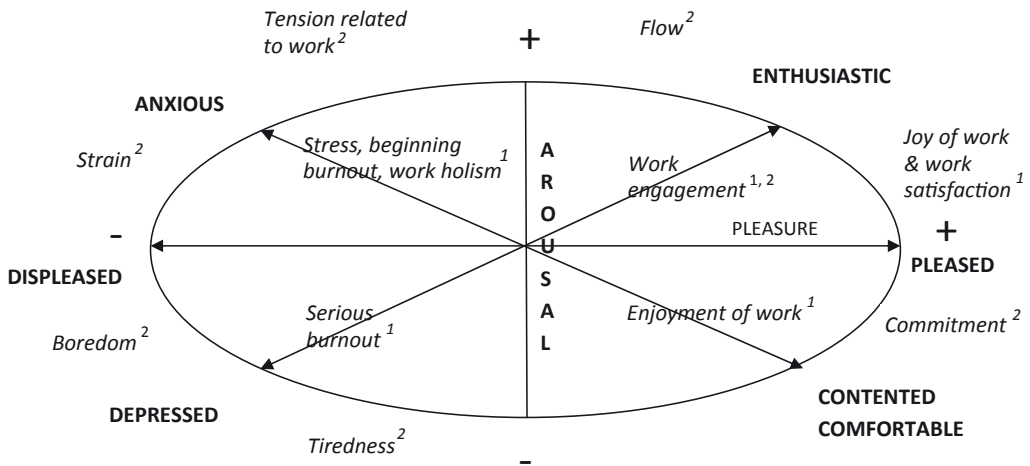 Tension related
to work 2
+
Flow 2
ANXIOUS
ENTHUSIASTIC
Strain 2
Stress, beginning
burnout, work holism 1
AROUSAL
Work
engagement 1, 2
Joy of work
& work
satisfaction 1
-
PLEASURE
+
DISPLEASED
PLEASED
Boredom 2
Serious
burnout 1
Enjoyment of work 1
Commitment 2
DEPRESSED
CONTENTED
COMFORTABLE
Tiredness 2
-